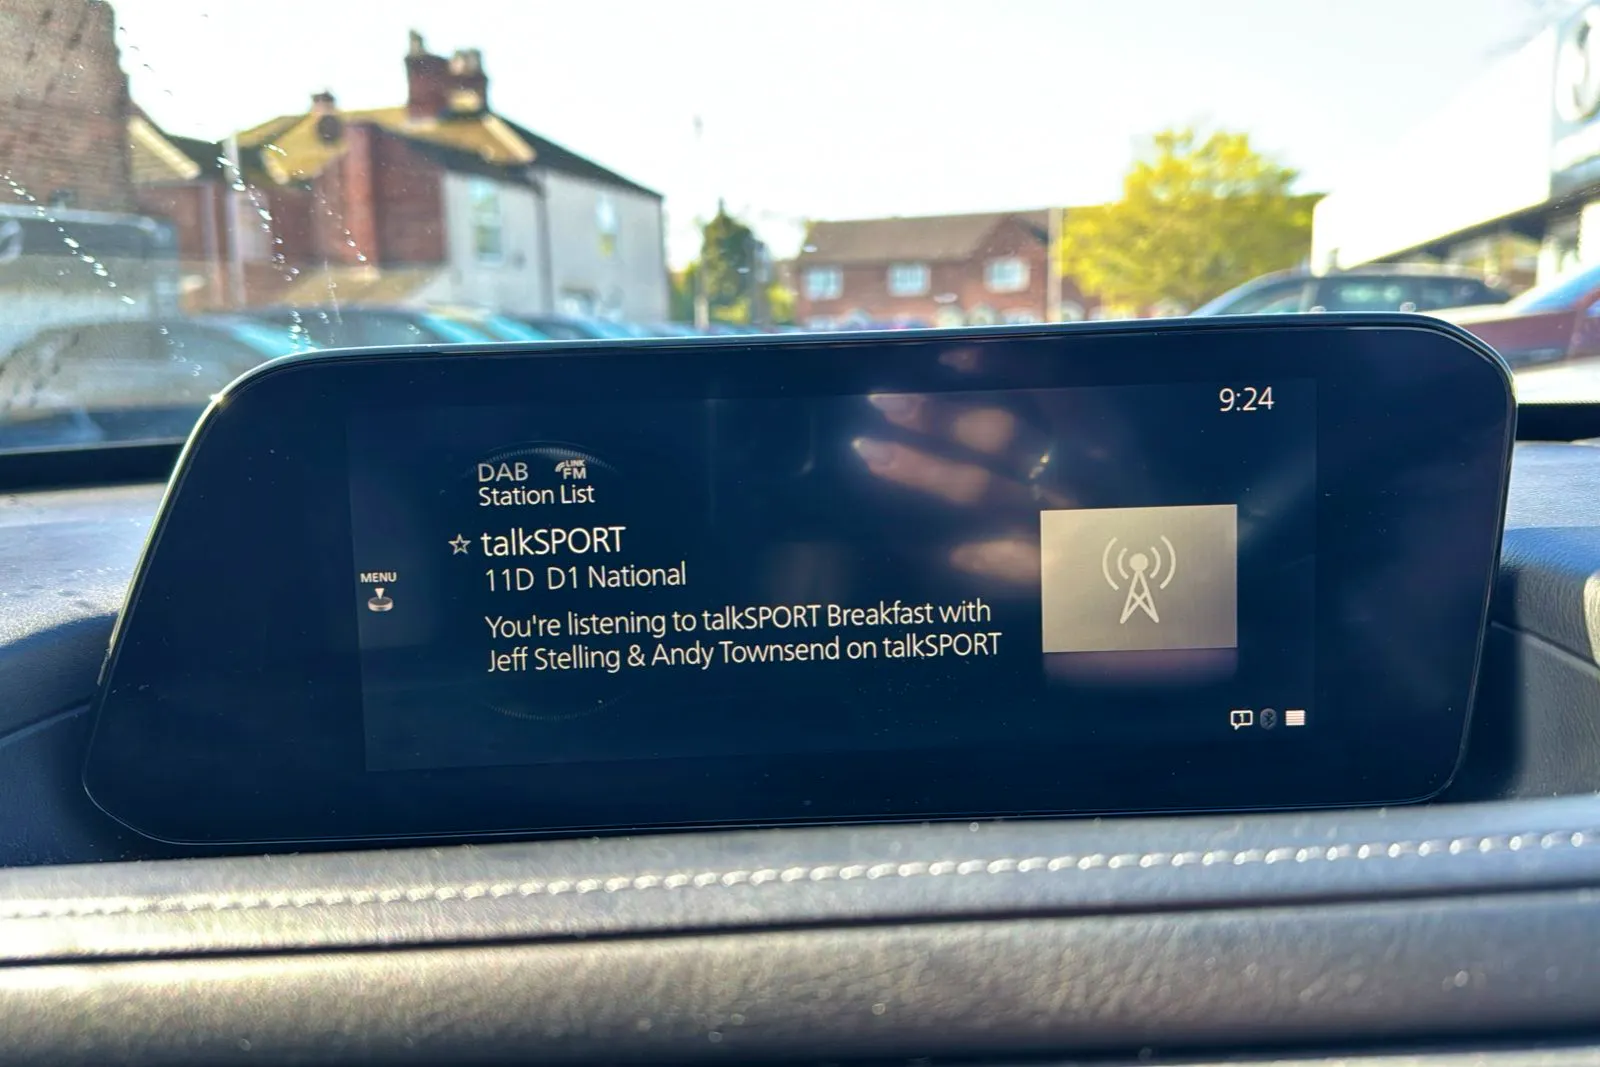 9:24
DAB LINK FM
Station List
talkSPORT
11D D1 National
MENU
You're listening to talkSPORT Breakfast with
Jeff Stelling & Andy Townsend on talkSPORT
1